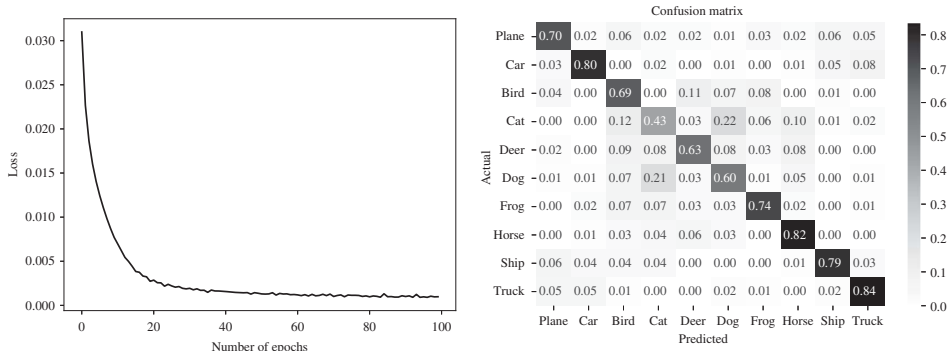 0.030
0.025
0.020
0.015
0.010
0.005
0.000
Loss
0 20 40 60 80 100
Number of epochs
Confusion matrix
Plane 0.70 0.02 0.06 0.02 0.02 0.01 0.03 0.02 0.06 0.05
Car 0.03 0.80 0.00 0.02 0.00 0.01 0.00 0.01 0.05 0.08
Bird 0.04 0.00 0.69 0.00 0.11 0.07 0.08 0.00 0.01 0.00
Cat 0.00 0.00 0.12 0.43 0.03 0.22 0.06 0.10 0.01 0.02
Deer 0.02 0.00 0.09 0.08 0.63 0.08 0.03 0.08 0.00 0.00
Dog 0.01 0.01 0.07 0.21 0.03 0.60 0.01 0.05 0.00 0.01
Frog 0.00 0.02 0.07 0.07 0.03 0.03 0.74 0.02 0.00 0.01
Horse 0.00 0.01 0.03 0.04 0.06 0.03 0.00 0.82 0.00 0.00
Ship 0.06 0.04 0.04 0.04 0.00 0.00 0.00 0.01 0.79 0.03
Truck 0.05 0.05 0.01 0.00 0.00 0.02 0.01 0.00 0.02 0.84
Actual
Plane Car Bird Cat Deer Dog Frog Horse Ship Truck
Predicted
0.8
0.7
0.6
0.5
0.4
0.3
0.2
0.1
0.0